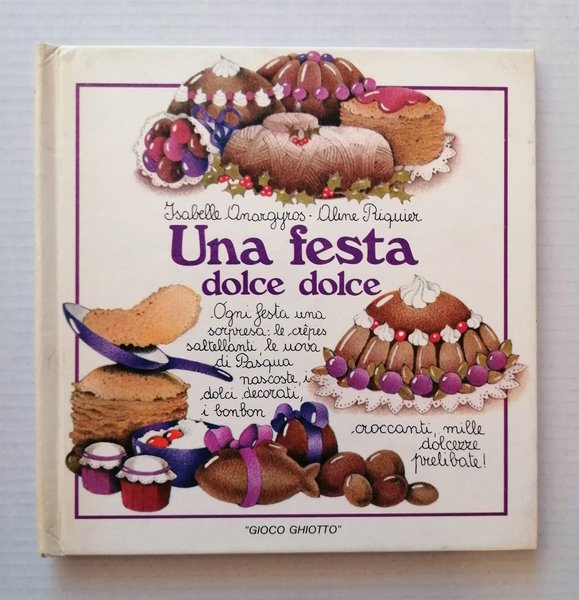 Isabelle Anargyros - Aline Riquier
Una festa
dolce dolce
Ogni festa una
sorpresa: le crêpes
saltellanti, le uova
di Pasqua
nascoste, i
dolci decorati,
i bonbon
croccanti, mille
dolcezze
prelibate!
"GIOCO GHIOTTO"